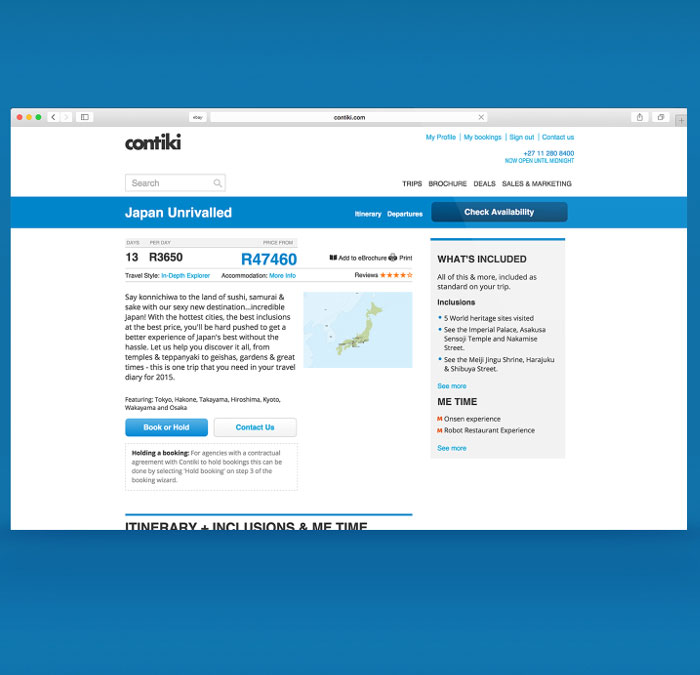 ebay
contiki.com
contiki
My Profile | My bookings | Sign out | Contact us
+27 11 280 8400
NOW OPEN UNTIL MIDNIGHT
Search
TRIPS BROCHURE DEALS SALES & MARKETING
Japan Unrivalled
Itinerary Departures
Check Availability
DAYS PER DAY PRICE FROM
13 R3650 R47460
Add to eBrochure Print
Travel Style: In-Depth Explorer Accommodation: More Info
Reviews
Say konnichiwa to the land of sushi, samurai &
sake with our sexy new destination...incredible
Japan! With the hottest cities, the best inclusions
at the best price, you'll be hard pushed to get a
better experience of Japan's best without the
hassle. Let us help you discover it all, from
temples & teppanyaki to geishas, gardens & great
times - this is one trip that you need in your travel
diary for 2015.
Featuring: Tokyo, Hakone, Takayama, Hiroshima, Kyoto,
Wakayama and Osaka
Book or Hold
Contact Us
Holding a booking: For agencies with a contractual
agreement with Contiki to hold bookings this can be
done by selecting 'Hold booking' on step 3 of the
booking wizard.
WHAT'S INCLUDED
All of this & more, included as
standard on your trip.
Inclusions
5 World heritage sites visited
See the Imperial Palace, Asakusa
Sensoji Temple and Nakamise
Street.
See the Meiji Jingu Shrine, Harajuku
& Shibuya Street.
See more
ME TIME
M Onsen experience
M Robot Restaurant Experience
See more
ITINERARY + INCLUSIONS & ME TIME